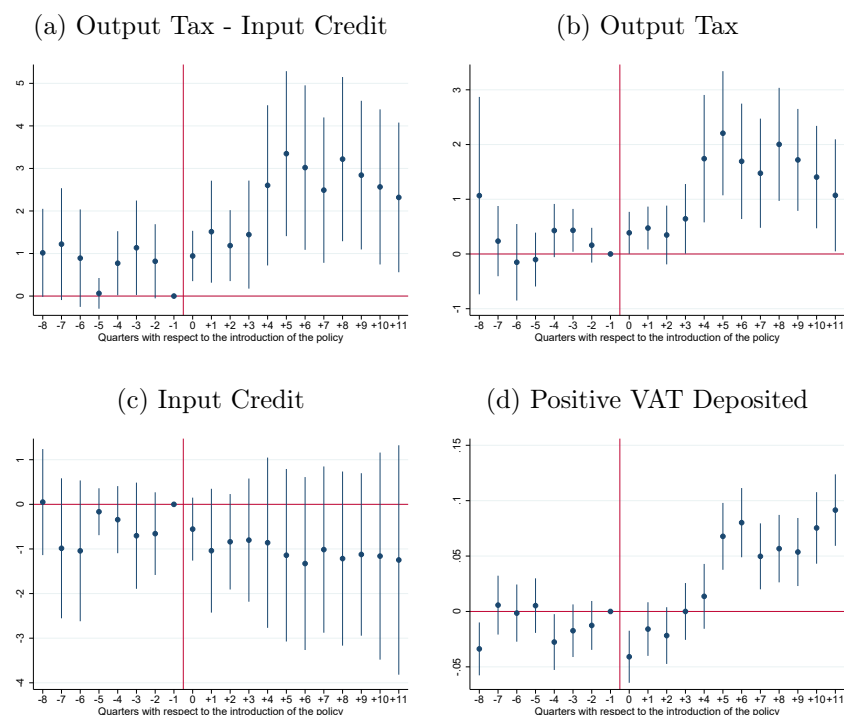 (a) Output Tax - Input Credit
5
4
3
2
1
0
-8 -7 -6 -5 -4 -3 -2 -1 0 +1 +2 +3 +4 +5 +6 +7 +8 +9 +10 +11
Quarters with respect to the introduction of the policy
(b) Output Tax
3
2
1
0
-1
-8 -7 -6 -5 -4 -3 -2 -1 0 +1 +2 +3 +4 +5 +6 +7 +8 +9 +10 +11
Quarters with respect to the introduction of the policy
(c) Input Credit
1
0
-1
-2
-3
-4
-8 -7 -6 -5 -4 -3 -2 -1 0 +1 +2 +3 +4 +5 +6 +7 +8 +9 +10 +11
Quarters with respect to the introduction of the policy
(d) Positive VAT Deposited
.15
.1
.05
0
-.05
-8 -7 -6 -5 -4 -3 -2 -1 0 +1 +2 +3 +4 +5 +6 +7 +8 +9 +10 +11
Quarters with respect to the introduction of the policy